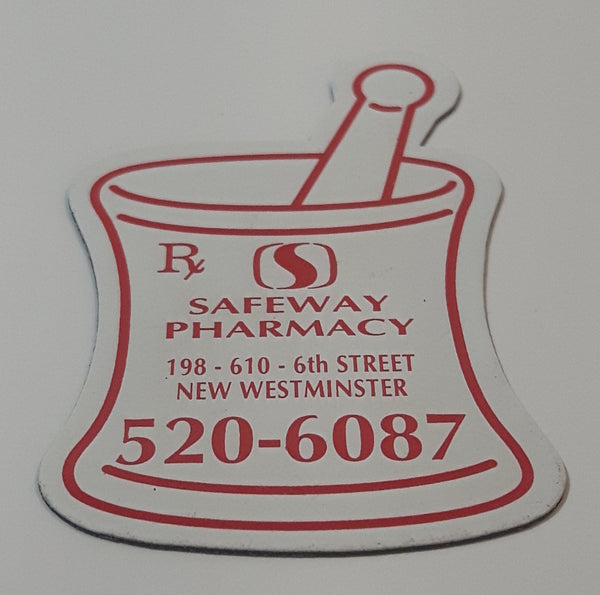 Rx S
SAFEWAY
PHARMACY
198 - 610 - 6th STREET
NEW WESTMINSTER
520-6087